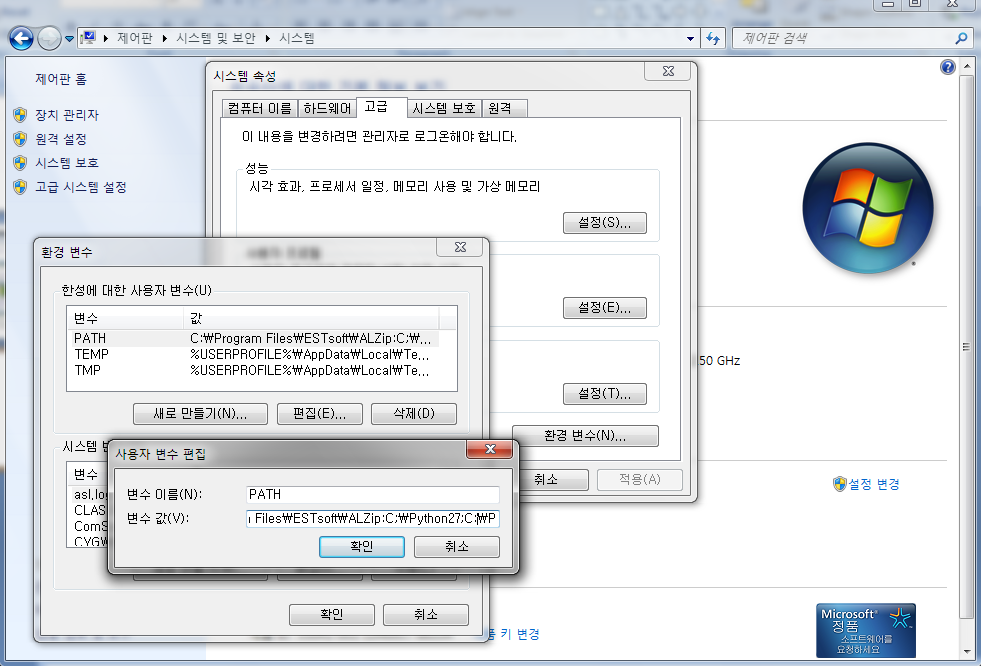 제어판 ▸ 시스템 및 보안 ▸ 시스템
제어판 검색
제어판 홈
장치 관리자
원격 설정
시스템 보호
고급 시스템 설정
시스템 속성
컴퓨터 이름 하드웨어 고급 시스템 보호 원격
이 내용을 변경하려면 관리자로 로그온해야 합니다.
성능
시각 효과, 프로세서 일정, 메모리 사용 및 가상 메모리
설정(S)...
설정(E)...
설정(T)...
환경 변수(N)...
취소 적용(A)
50 GHz
설정 변경
키 변경
Microsoft®
정품
소프트웨어를
요청하세요
환경 변수
한성에 대한 사용자 변수(U)
변수 값
PATH C:₩Program Files₩ESTsoft₩ALZip;C:₩...
TEMP %USERPROFILE%₩AppData₩Local₩Te...
TMP %USERPROFILE%₩AppData₩Local₩Te...
새로 만들기(N)... 편집(E)... 삭제(D)
시스템
변수
asl.log
CLAS
ComS
CYG₩
사용자 변수 편집
변수 이름(N): PATH
변수 값(V): Files₩ESTsoft₩ALZip;C:₩Python27;C:₩P
확인 취소
확인 취소